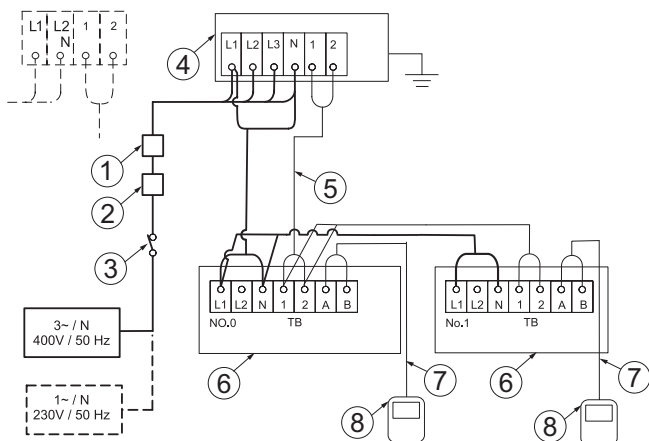 L1 L2 N 1 2
L1 L2 L3 N 1 2
4
1
2
5
3
L1 L2 N 1 2 A B
NO.0 TB
L1 L2 N 1 2 A B
No.1 TB
3~ / N
400V / 50 Hz
6
7
6
7
1~ / N
230V / 50 Hz
8
8